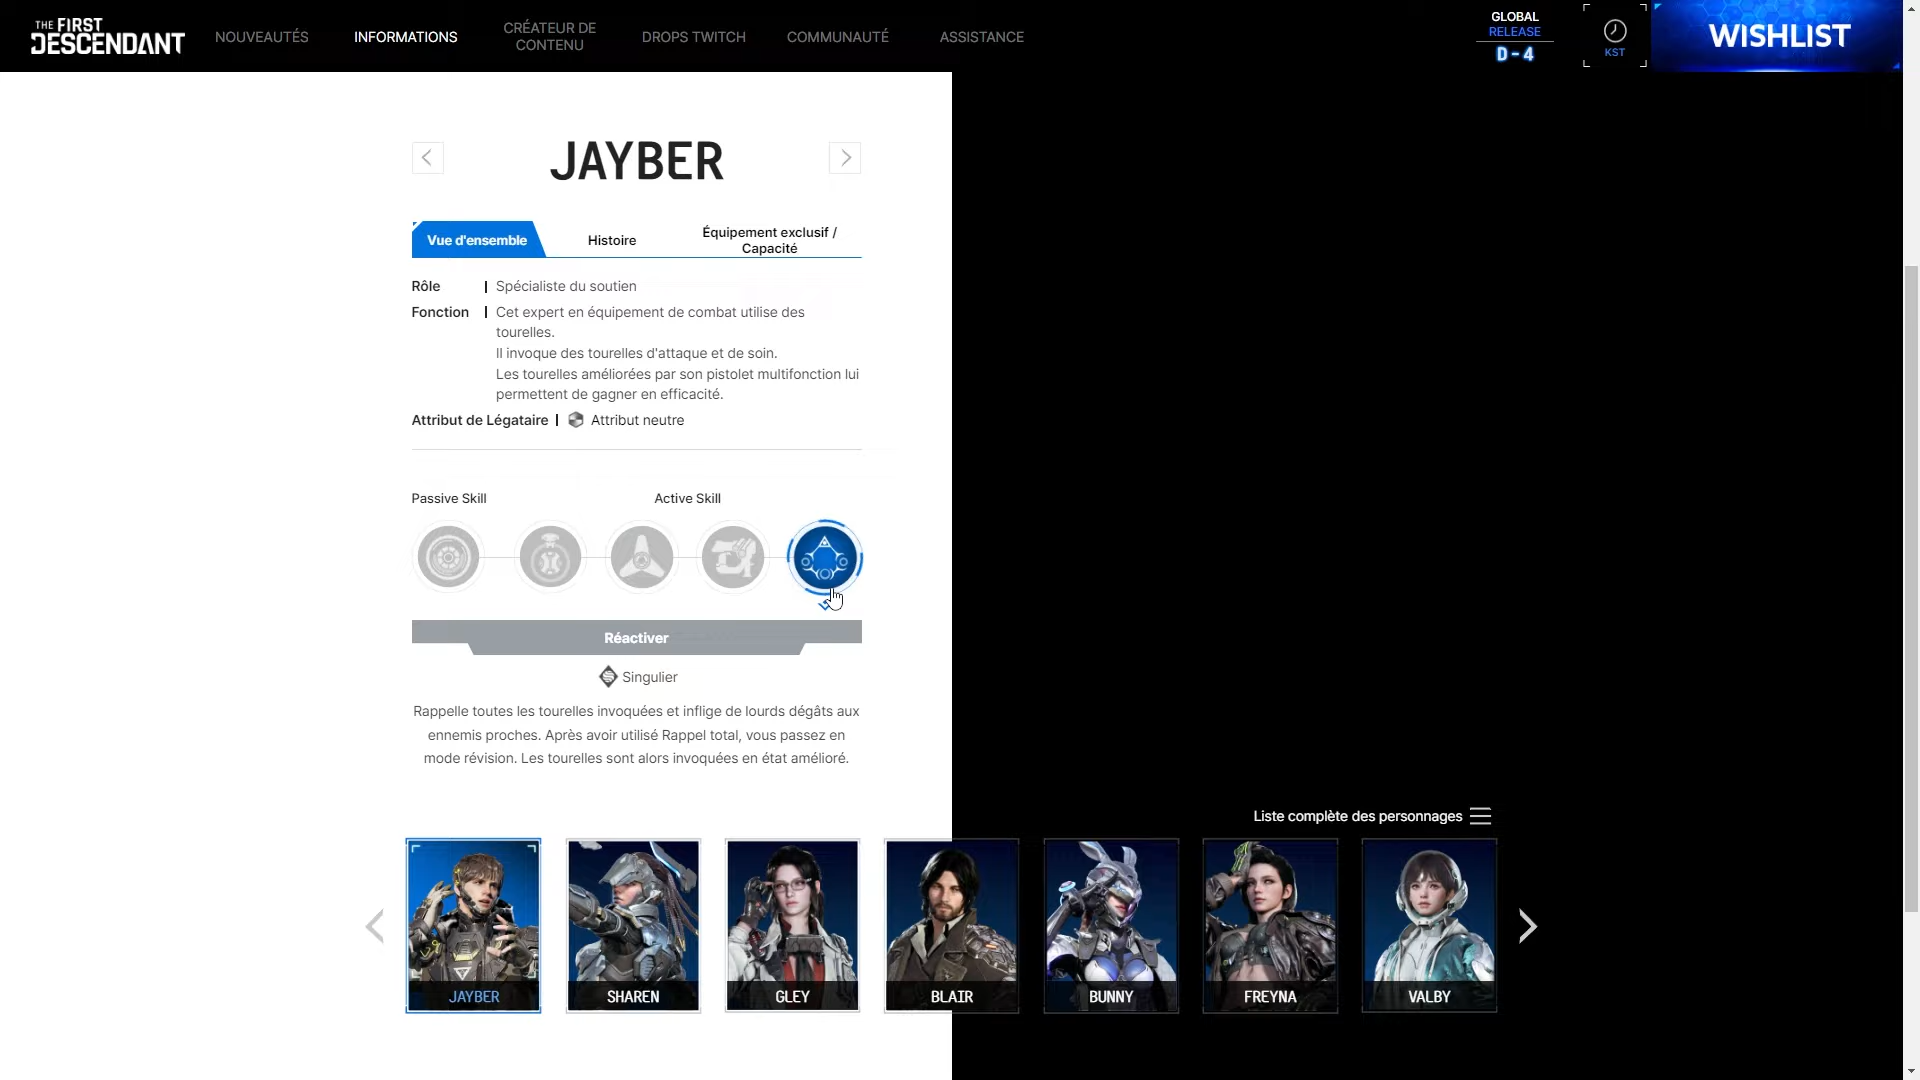 THE FIRST
DESCENDANT
NOUVEAUTÉS
INFORMATIONS
CRÉATEUR DE
CONTENU
DROPS TWITCH
COMMUNAUTÉ
ASSISTANCE
GLOBAL
RELEASE
D-4
KST
WISHLIST
JAYBER
Vue d'ensemble
Histoire
Équipement exclusif /
Capacité
Rôle
Spécialiste du soutien
Fonction
Cet expert en équipement de combat utilise des
tourelles.
Il invoque des tourelles d'attaque et de soin.
Les tourelles améliorées par son pistolet multifonction lui
permettent de gagner en efficacité.
Attribut de Légataire
Attribut neutre
Passive Skill
Active Skill
Réactiver
Singulier
Rappelle toutes les tourelles invoquées et inflige de lourds dégâts aux
ennemis proches. Après avoir utilisé Rappel total, vous passez en
mode révision. Les tourelles sont alors invoquées en état amélioré.
Liste complète des personnages
JAYBER
SHAREN
GLEY
BLAIR
BUNNY
FREYNA
VALBY